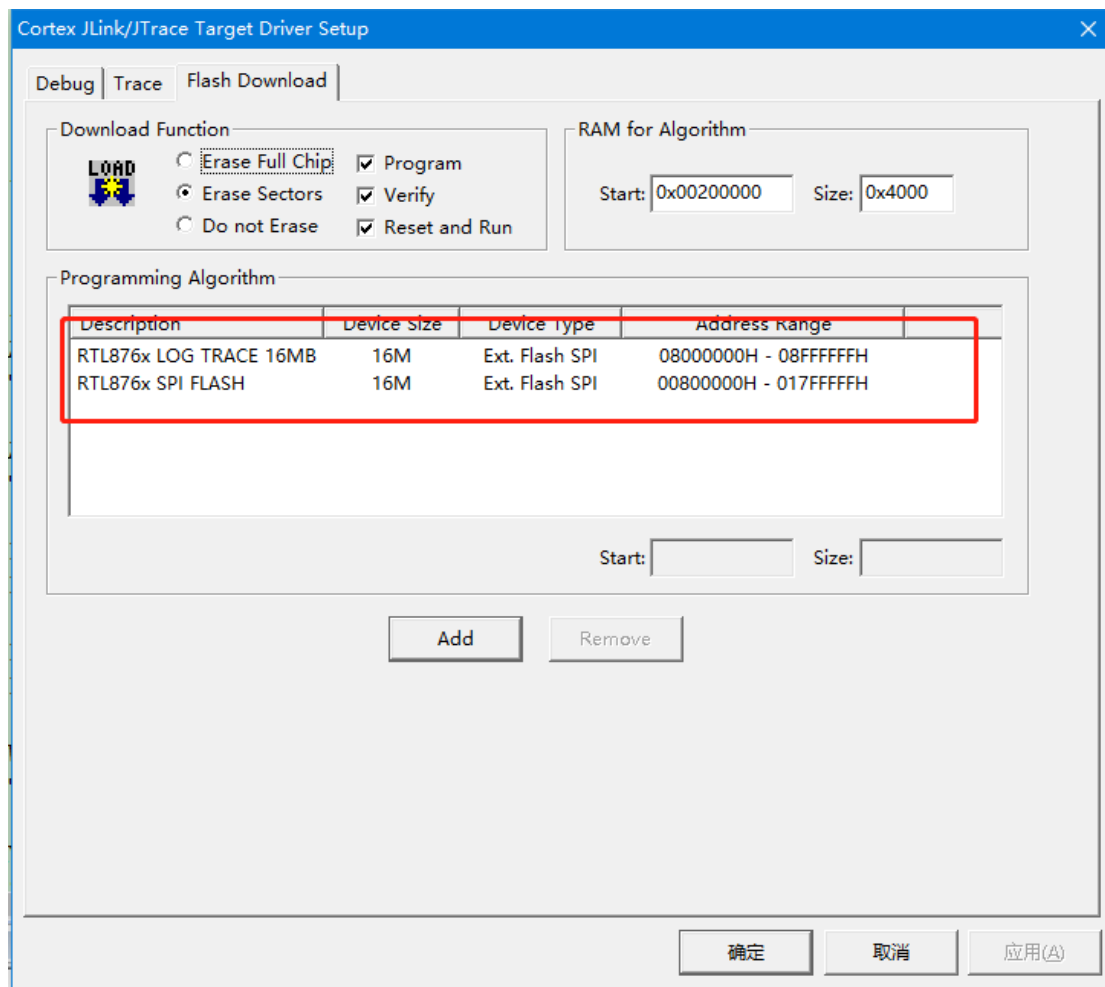 Cortex JLink/JTrace Target Driver Setup
Debug Trace Flash Download
Download Function
LOAD
Erase Full Chip
Erase Sectors
Do not Erase
Program
Verify
Reset and Run
RAM for Algorithm
Start: 0x00200000 Size: 0x4000
Programming Algorithm
Description Device Size Device Type Address Range
RTL876x LOG TRACE 16MB 16M Ext. Flash SPI 08000000H - 08FFFFFFH
RTL876x SPI FLASH 16M Ext. Flash SPI 00800000H - 017FFFFFH
Start: Size:
Add Remove
确定 取消 应用(A)